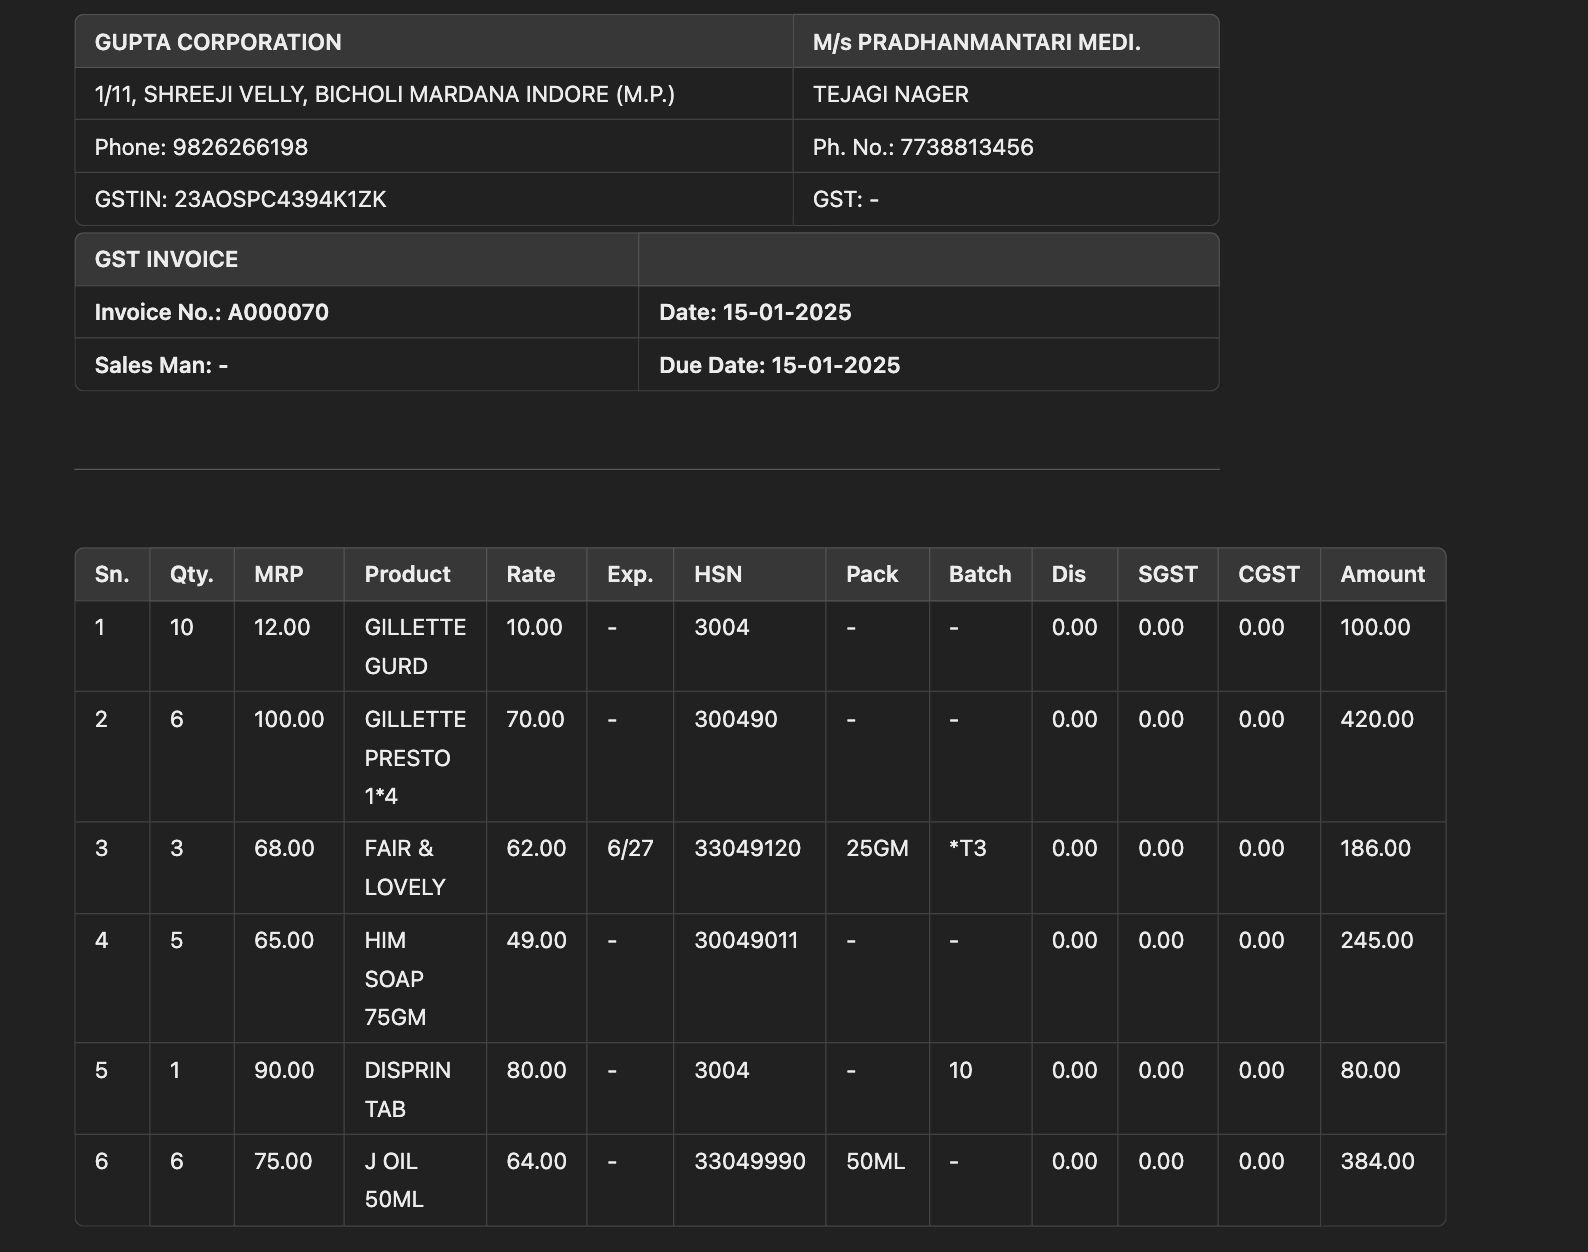 GUPTA CORPORATION M/s PRADHANMANTARI MEDI.
1/11, SHREEJI VELLY, BICHOLI MARDANA INDORE (M.P.) TEJAGI NAGER
Phone: 9826266198 Ph. No.: 7738813456
GSTIN: 23AOSPC4394K1ZK GST: -
GST INVOICE
Invoice No.: A000070 Date: 15-01-2025
Sales Man: - Due Date: 15-01-2025
Sn. Qty. MRP Product Rate Exp. HSN Pack Batch Dis SGST CGST Amount
1 10 12.00 GILLETTE 10.00 - 3004 - - 0.00 0.00 0.00 100.00
GURD
2 6 100.00 GILLETTE 70.00 - 300490 - - 0.00 0.00 0.00 420.00
PRESTO
1*4
3 3 68.00 FAIR & 62.00 6/27 33049120 25GM *T3 0.00 0.00 0.00 186.00
LOVELY
4 5 65.00 HIM 49.00 - 30049011 - - 0.00 0.00 0.00 245.00
SOAP
75GM
5 1 90.00 DISPRIN 80.00 - 3004 - 10 0.00 0.00 0.00 80.00
TAB
6 6 75.00 J OIL 64.00 - 33049990 50ML - 0.00 0.00 0.00 384.00
50ML